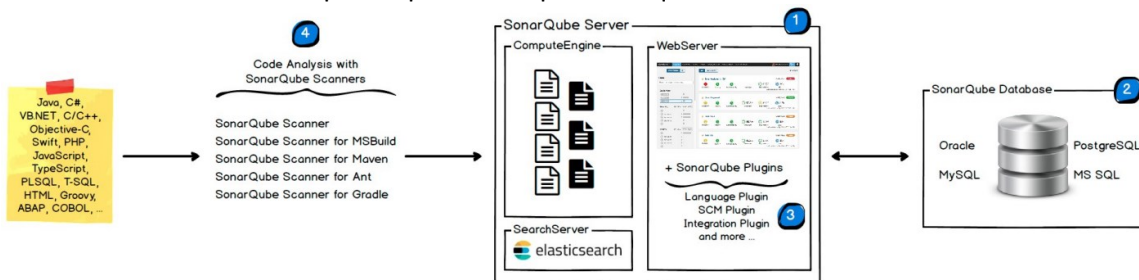 Java, C#,
VB.NET, C/C++,
Objective-C,
Swift, PHP,
JavaScript,
TypeScript,
PLSQL, T-SQL,
HTML, Groovy,
ABAP, COBOL, ...
4
Code Analysis with
SonarQube Scanners
SonarQube Scanner
SonarQube Scanner for MSBuild
SonarQube Scanner for Maven
SonarQube Scanner for Ant
SonarQube Scanner for Gradle
SonarQube Server
1
ComputeEngine
WebServer
+ SonarQube Plugins
Language Plugin
SCM Plugin
Integration Plugin
and more ...
3
SearchServer
elasticsearch
SonarQube Database
2
Oracle
PostgreSQL
MySQL
MS SQL